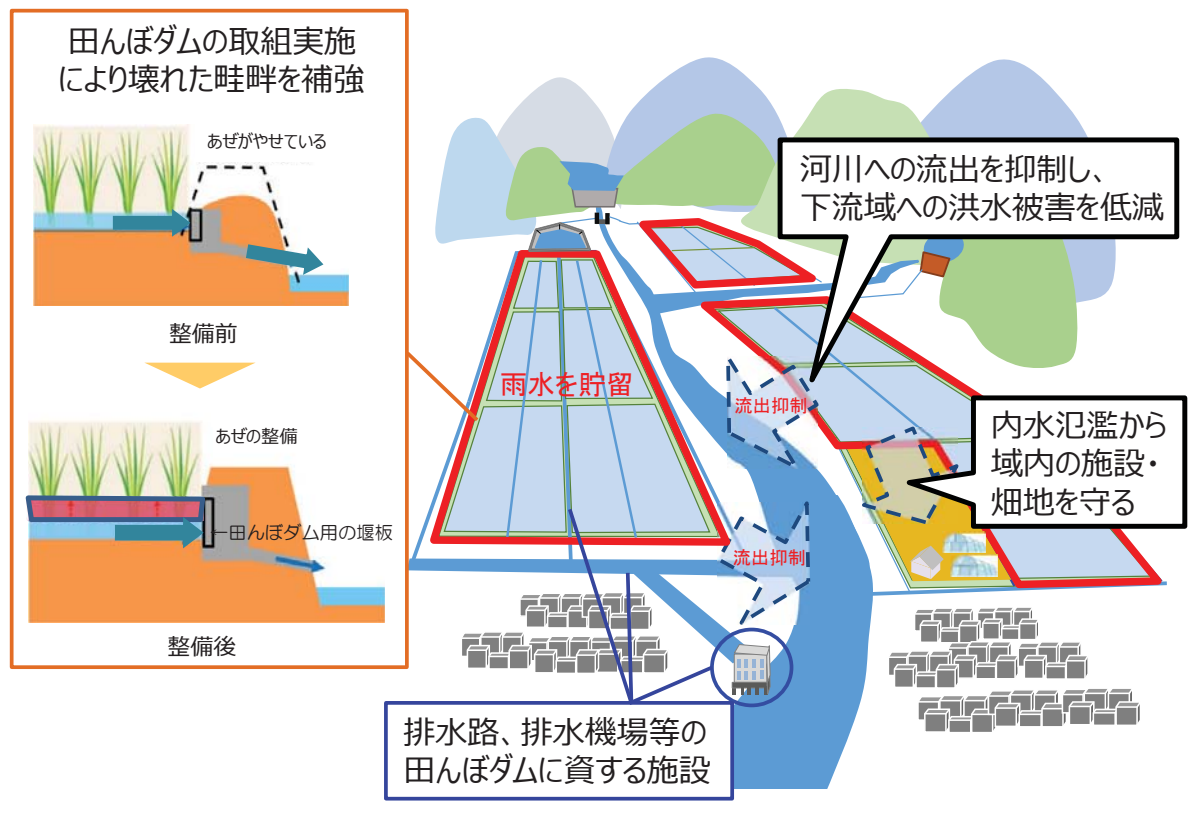 田んぼダムの取組実施
により壊れた畦畔を補強
あぜがやせている
整備前
あぜの整備
←田んぼダム用の堰板
整備後
河川への流出を抑制し、
下流域への洪水被害を低減
雨水を貯留
流出抑制
内水氾濫から
域内の施設・
畑地を守る
流出抑制
排水路、排水機場等の
田んぼダムに資する施設